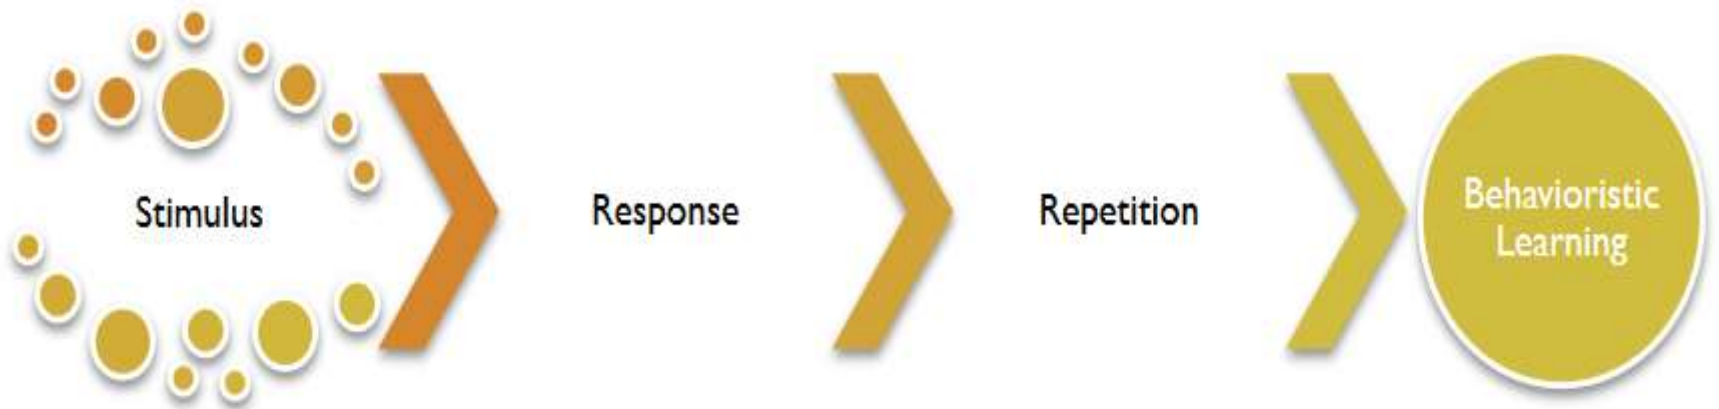 Stimulus
Response
Repetition
Behavioristic
Learning